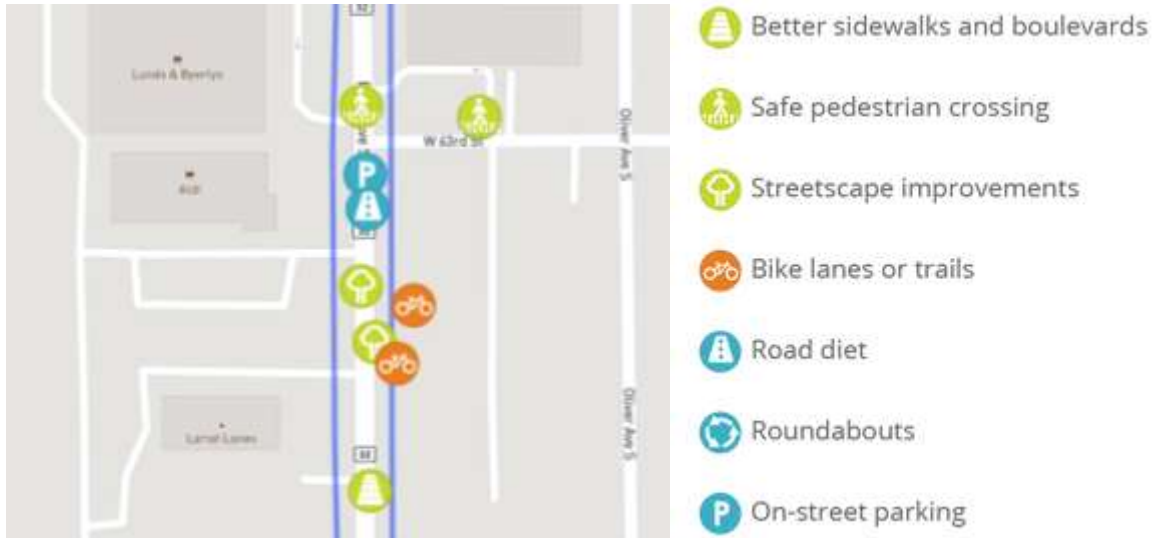 Lunds & Byerlys
Aldi
W 63rd St
Oliver Ave S
Oliver Ave S
Better sidewalks and boulevards
Safe pedestrian crossing
Streetscape improvements
Bike lanes or trails
Road diet
Roundabouts
P On-street parking
P